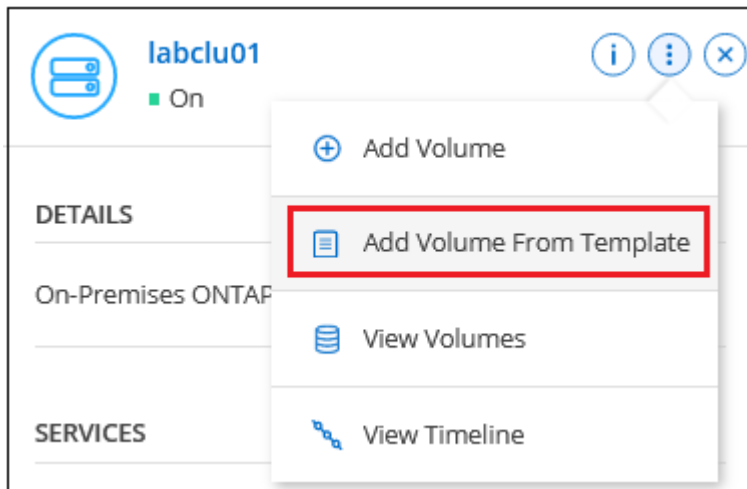 labclu01
On
Add Volume
DETAILS
Add Volume From Template
On-Premises ONTAP
View Volumes
SERVICES
View Timeline